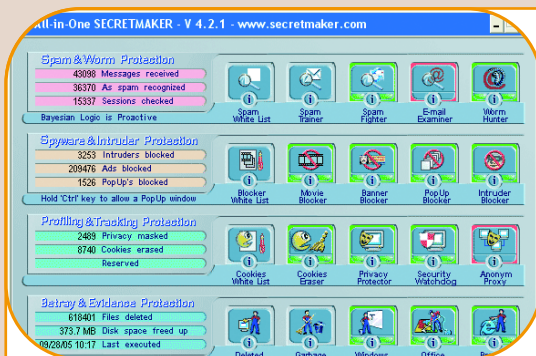 All-in-One SECRETMAKER - V 4.2.1 - www.secretmaker.com
Spam & Worm Protection
43098 Messages received
36370 As spam recognized
15337 Sessions checked
Bayesian Logic is Proactive
Spam White List
Spam Trainer
Spam Fighter
E-mail Examiner
Worm Hunter
Spyware & Intruder Protection
3253 Intruders blocked
209476 Ads blocked
1526 PopUp's blocked
Hold 'Ctrl' key to allow a PopUp window
Blocker White List
Movie Blocker
Banner Blocker
PopUp Blocker
Intruder Blocker
Profiling & Tracking Protection
2489 Privacy masked
8740 Cookies erased
Reserved
Cookies White List
Cookies Eraser
Privacy Protector
Security Watchdog
Anonym Proxy
Betray & Evidence Protection
618401 Files deleted
373.7 MB Disk space freed up
09/28/05 10:17 Last executed
Deleted
Garbage
Windows
Office